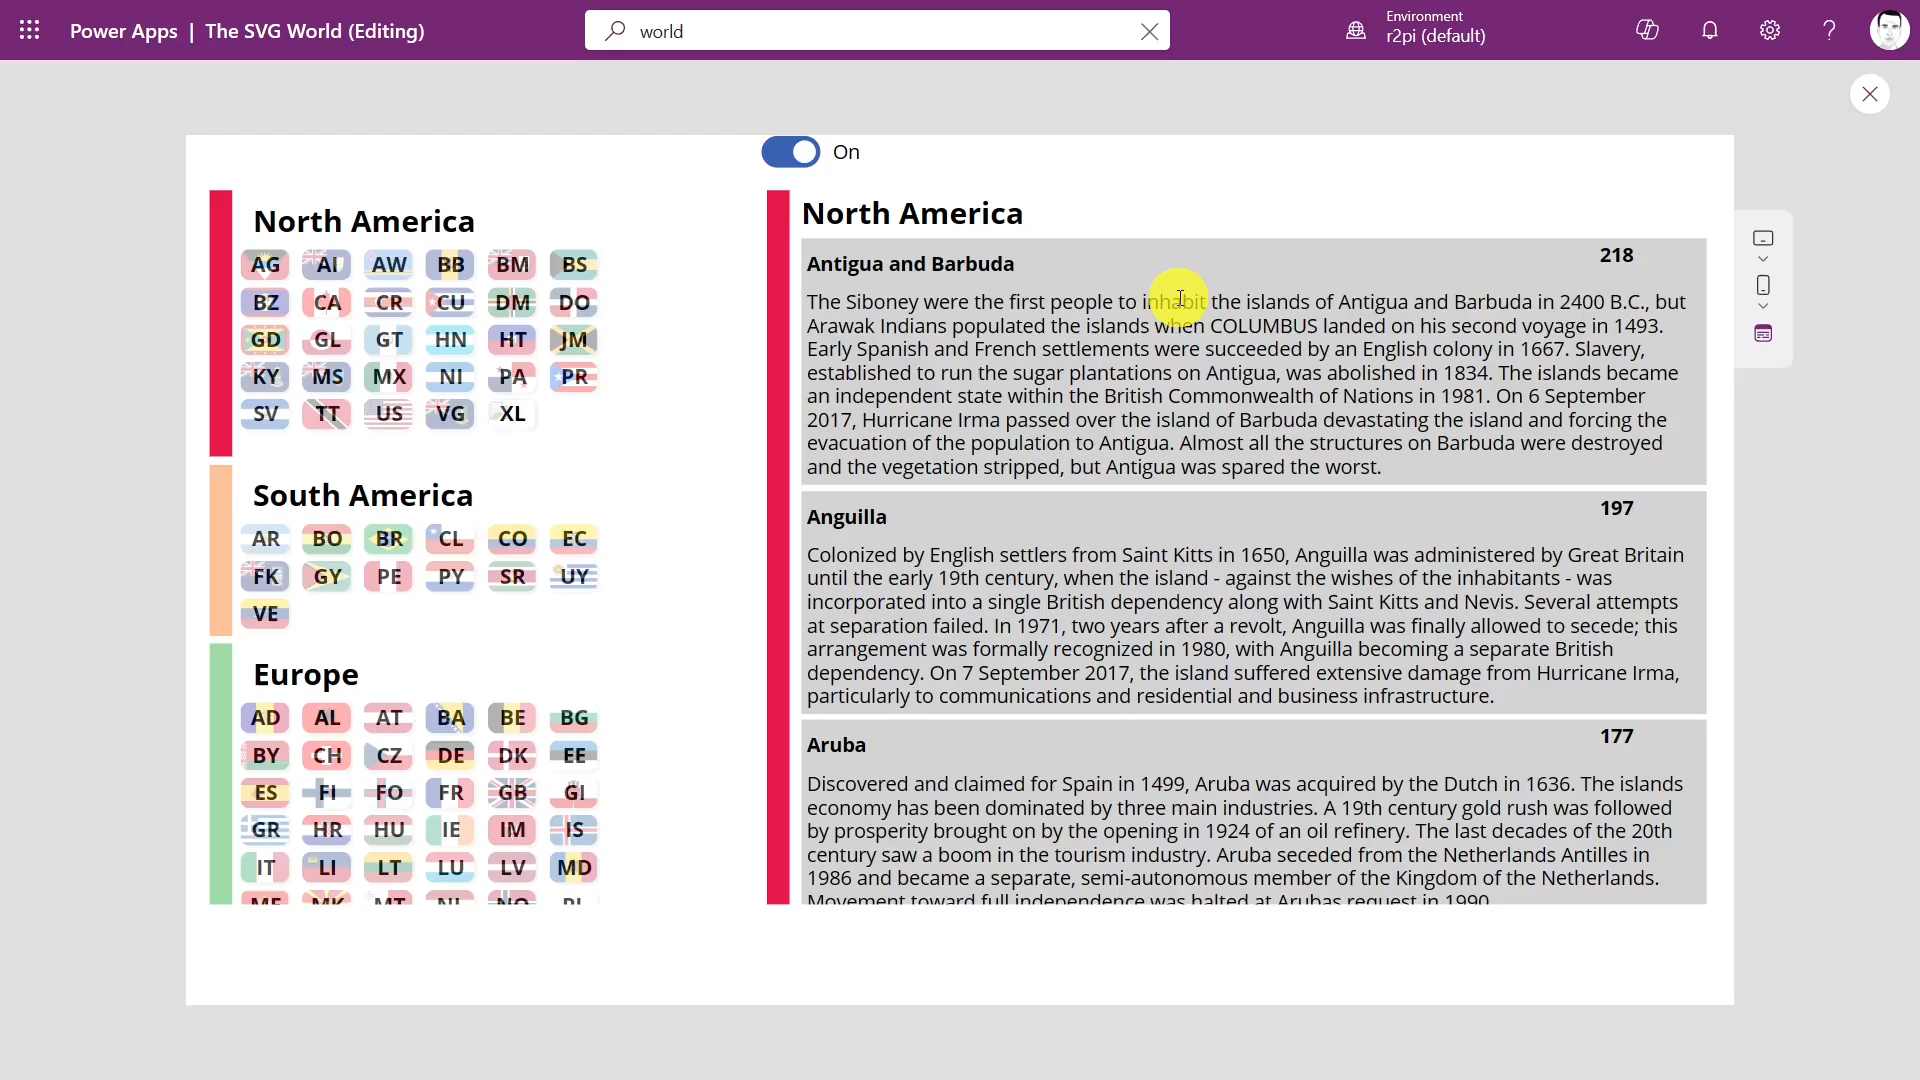 Power Apps | The SVG World (Editing)
world
Environment
r2pi (default)
On
North America
AG AI AW BB BM BS
BZ CA CR CU DM DO
GD GL GT HN HT JM
KY MS MX NI PA PR
SV TT US VG XL
South America
AR BO BR CL CO EC
FK GY PE PY SR UY
VE
Europe
AD AL AT BA BE BG
BY CH CZ DE DK EE
ES FI FO FR GB GI
GR HR HU IE IM IS
IT LI LT LU LV MD
North America
Antigua and Barbuda 218
The Siboney were the first people to inhabit the islands of Antigua and Barbuda in 2400 B.C., but
Arawak Indians populated the islands when COLUMBUS landed on his second voyage in 1493.
Early Spanish and French settlements were succeeded by an English colony in 1667. Slavery,
established to run the sugar plantations on Antigua, was abolished in 1834. The islands became
an independent state within the British Commonwealth of Nations in 1981. On 6 September
2017, Hurricane Irma passed over the island of Barbuda devastating the island and forcing the
evacuation of the population to Antigua. Almost all the structures on Barbuda were destroyed
and the vegetation stripped, but Antigua was spared the worst.
Anguilla 197
Colonized by English settlers from Saint Kitts in 1650, Anguilla was administered by Great Britain
until the early 19th century, when the island - against the wishes of the inhabitants - was
incorporated into a single British dependency along with Saint Kitts and Nevis. Several attempts
at separation failed. In 1971, two years after a revolt, Anguilla was finally allowed to secede; this
arrangement was formally recognized in 1980, with Anguilla becoming a separate British
dependency. On 7 September 2017, the island suffered extensive damage from Hurricane Irma,
particularly to communications and residential and business infrastructure.
Aruba 177
Discovered and claimed for Spain in 1499, Aruba was acquired by the Dutch in 1636. The islands
economy has been dominated by three main industries. A 19th century gold rush was followed
by prosperity brought on by the opening in 1924 of an oil refinery. The last decades of the 20th
century saw a boom in the tourism industry. Aruba seceded from the Netherlands Antilles in
1986 and became a separate, semi-autonomous member of the Kingdom of the Netherlands.
Movement toward full independence was halted at Arubas request in 1990.